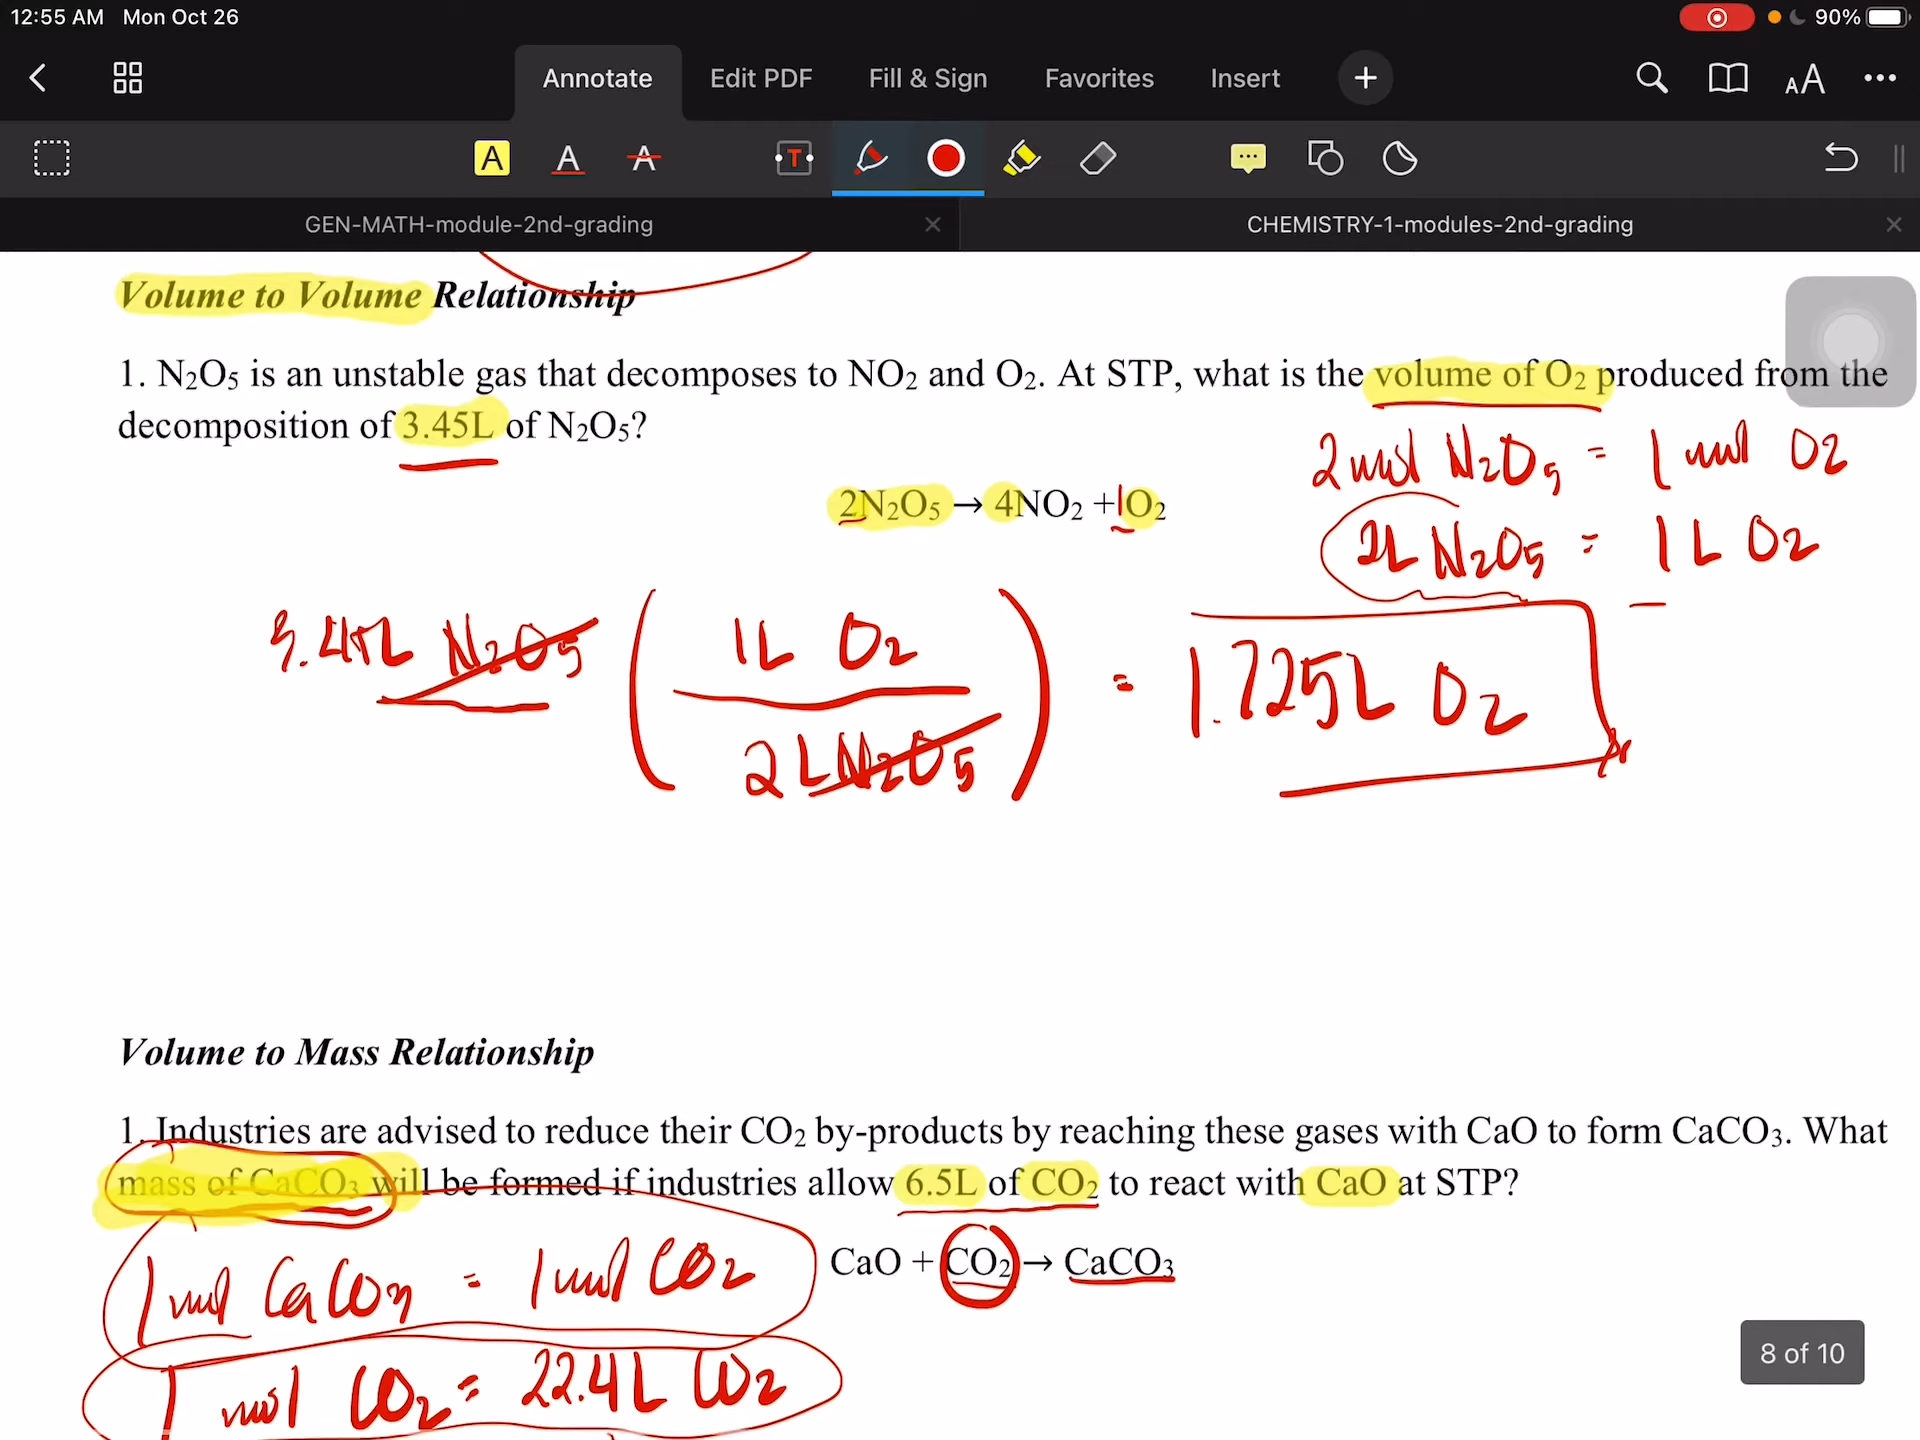 12:55 AM Mon Oct 26 90%
Annotate Edit PDF Fill & Sign Favorites Insert
A A A T AA
GEN-MATH-module-2nd-grading CHEMISTRY-1-modules-2nd-grading
Volume to Volume Relationship
1. N₂O₅ is an unstable gas that decomposes to NO₂ and O₂. At STP, what is the volume of O₂ produced from the
decomposition of 3.45L of N₂O₅?
2 mol N₂O₅ = 1 mol O₂
2N₂O₅ → 4NO₂ + 1O₂
2L N₂O₅ = 1 L O₂
3.45L N₂O₅ ( 1L O₂ / 2 L N₂O₅ ) = 1.725L O₂
Volume to Mass Relationship
1. Industries are advised to reduce their CO₂ by-products by reaching these gases with CaO to form CaCO₃. What
mass of CaCO₃ will be formed if industries allow 6.5L of CO₂ to react with CaO at STP?
CaO + CO₂ → CaCO₃
1 mol CaCO₃ = 1 mol CO₂
1 mol CO₂ = 22.4L CO₂
8 of 10